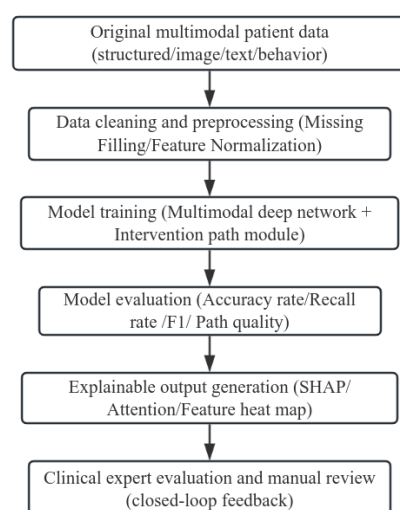 Original multimodal patient data
(structured/image/text/behavior)
Data cleaning and preprocessing (Missing
Filling/Feature Normalization)
Model training (Multimodal deep network +
Intervention path module)
Model evaluation (Accuracy rate/Recall
rate /F1/ Path quality)
Explainable output generation (SHAP/
Attention/Feature heat map)
Clinical expert evaluation and manual review
(closed-loop feedback)